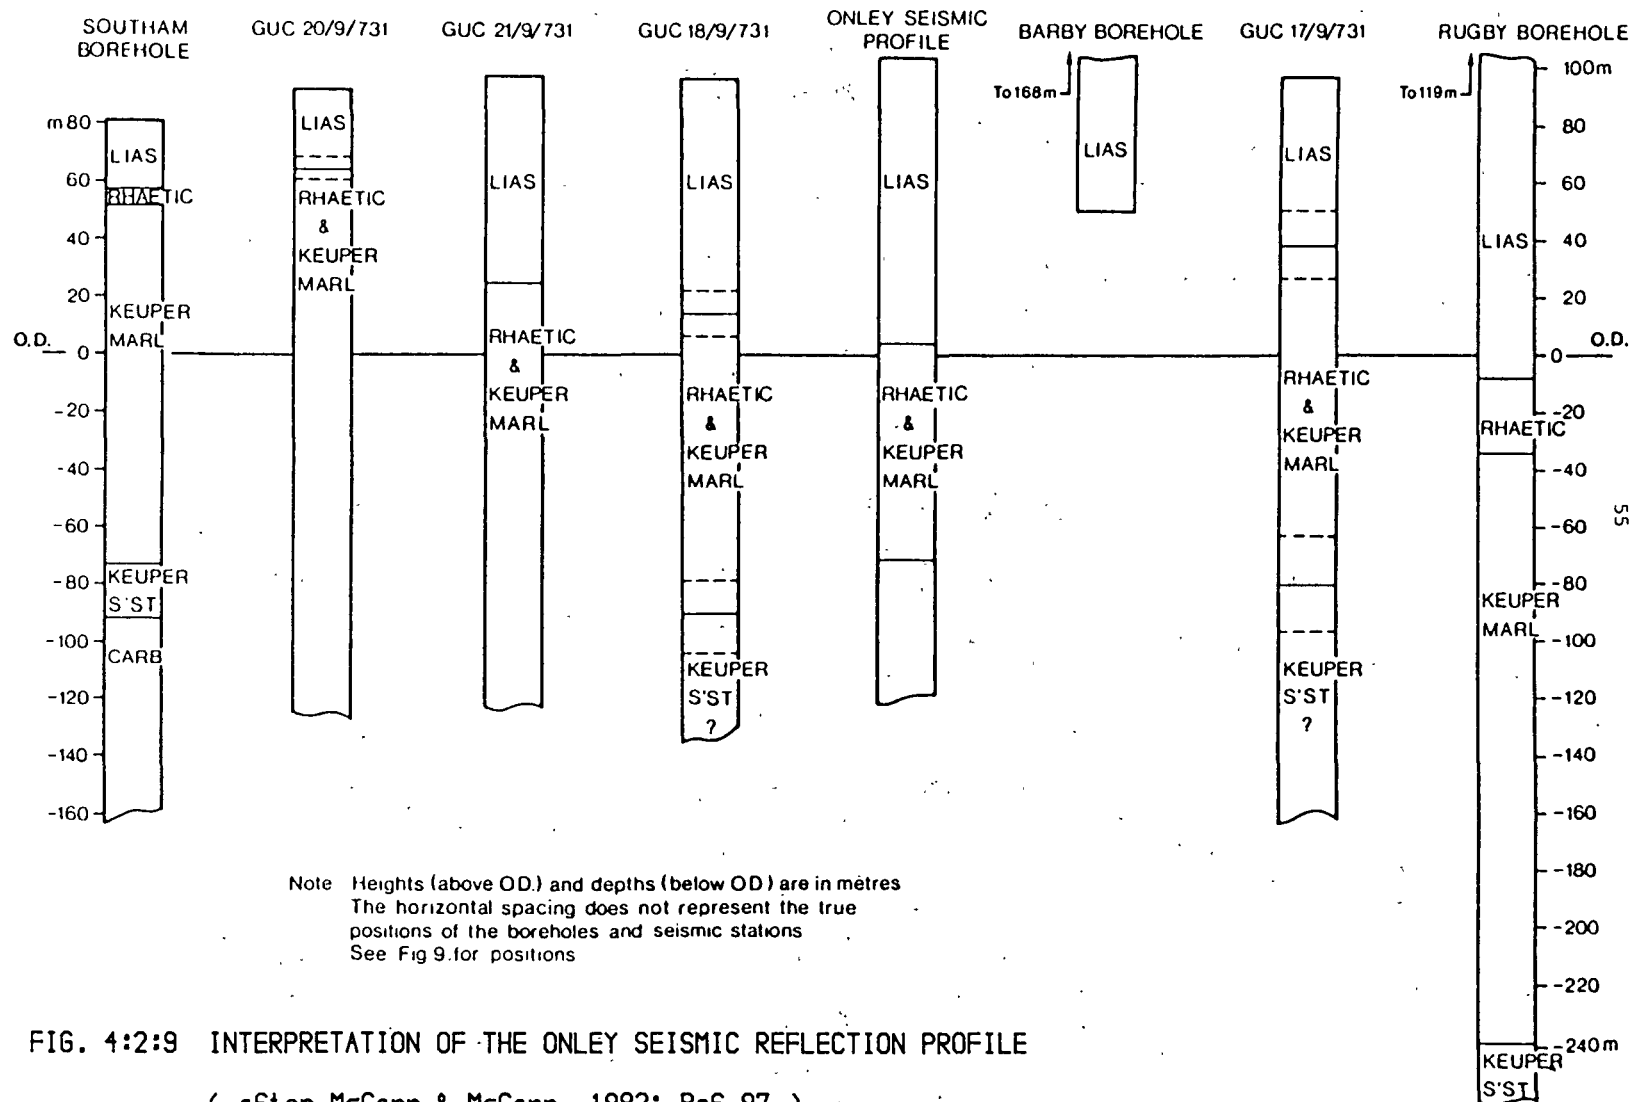 SOUTHAM
BOREHOLE
GUC 20/9/731
GUC 21/9/731
GUC 18/9/731
ONLEY SEISMIC
PROFILE
BARBY BOREHOLE
GUC 17/9/731
RUGBY BOREHOLE
m 80
60
40
20
O.D.
0
-20
-40
-60
-80
-100
-120
-140
-160
LIAS
RHAETIC
KEUPER
MARL
KEUPER
S'ST
CARB
LIAS
RHAETIC
&
KEUPER
MARL
LIAS
RHAETIC
&
KEUPER
MARL
LIAS
RHAETIC
&
KEUPER
MARL
KEUPER
S'ST
?
LIAS
RHAETIC
&
KEUPER
MARL
To 168m
LIAS
LIAS
RHAETIC
&
KEUPER
MARL
KEUPER
S'ST
?
To 119m
LIAS
RHAETIC
KEUPER
MARL
KEUPER
S'ST
100m
80
60
40
20
O.D.
0
-20
-40
-60
-80
-100
-120
-140
-160
-180
-200
-220
-240m
55
Note Heights (above O.D.) and depths (below OD) are in metres
The horizontal spacing does not represent the true
positions of the boreholes and seismic stations
See Fig 9. for positions
FIG. 4:2:9 INTERPRETATION OF THE ONLEY SEISMIC REFLECTION PROFILE
( after McCann & McCann, 1982; Ref 87 )